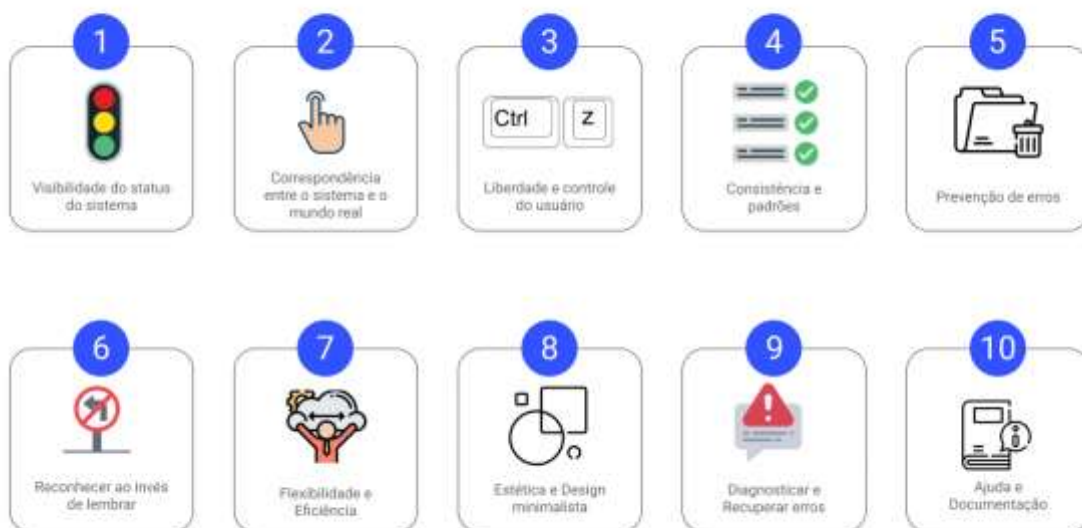 1
2
3
4
5
Ctrl
Z
Visibilidade do status
do sistema
Correspondência
entre o sistema e o
mundo real
Liberdade e controle
do usuário
Consistência e
padrões
Prevenção de erros
6
7
8
9
10
Reconhecer ao invés
de lembrar
Flexibilidade e
Eficiência
Estética e Design
minimalista
Diagnosticar e
Recuperar erros
Ajuda e
Documentação